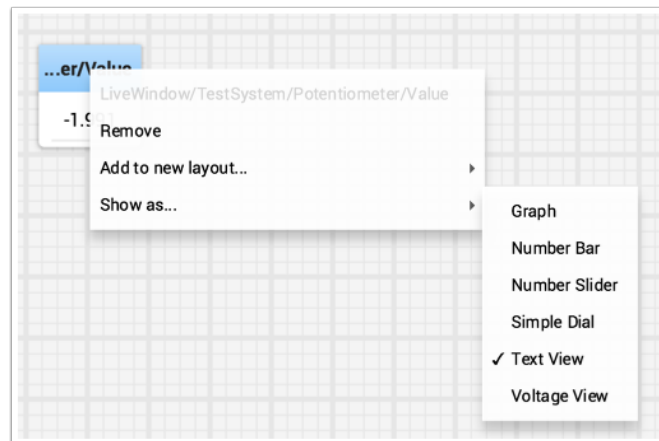 ...er/Value
LiveWindow/TestSystem/Potentiometer/Value
-1.9
Remove
Add to new layout...
Show as...
Graph
Number Bar
Number Slider
Simple Dial
✓ Text View
Voltage View